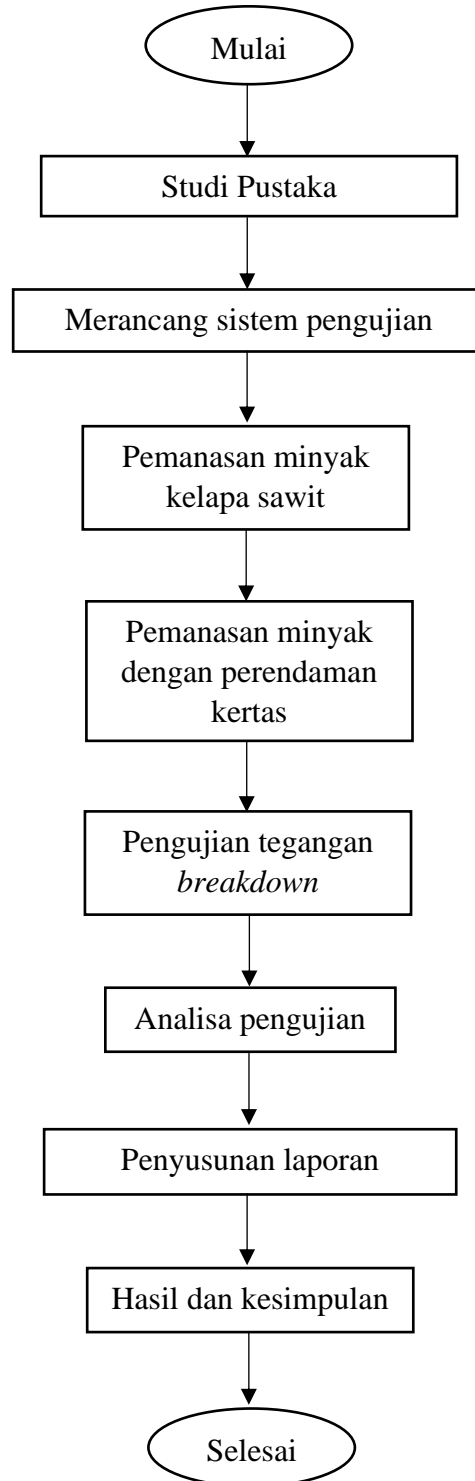 Mulai
Studi Pustaka
Merancang sistem pengujian
Pemanasan minyak
kelapa sawit
Pemanasan minyak
dengan perendaman
kertas
Pengujian tegangan
breakdown
Analisa pengujian
Penyusunan laporan
Hasil dan kesimpulan
Selesai